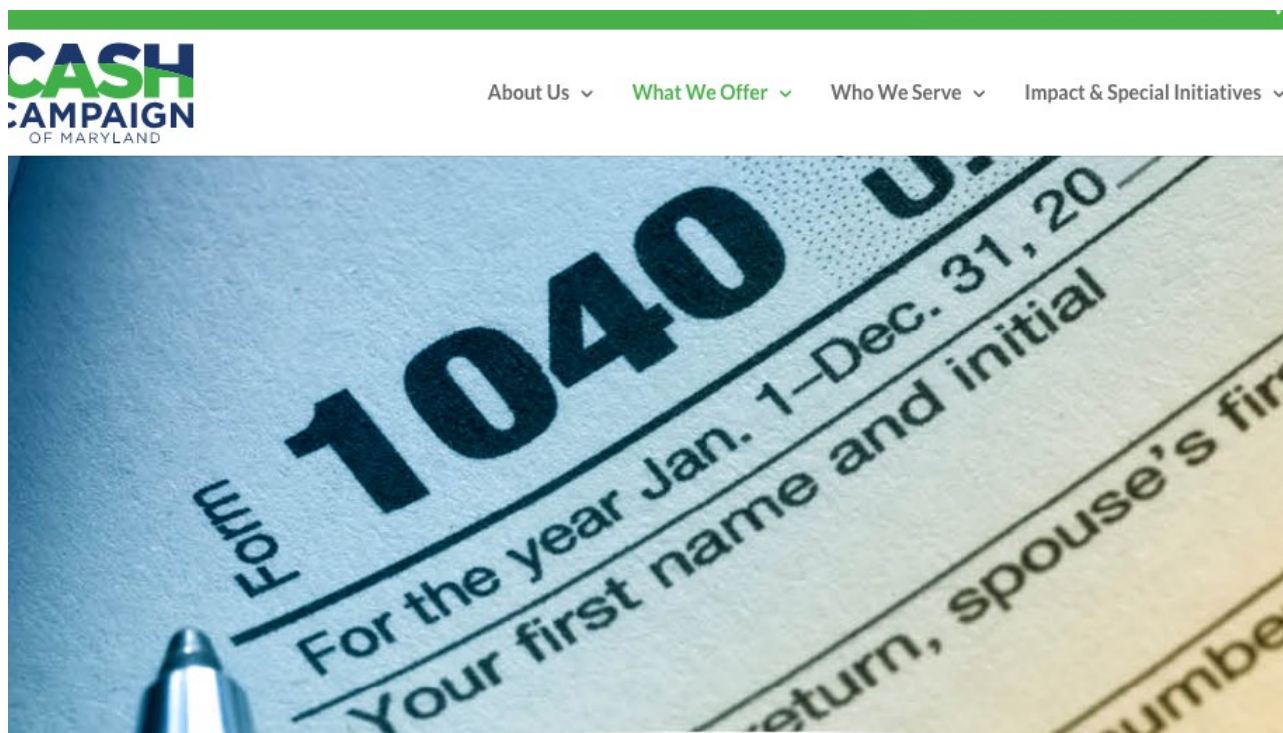 CASH
CAMPAIGN
OF MARYLAND
About Us
What We Offer
Who We Serve
Impact & Special Initiatives
Form
1040
For the year Jan. 1–Dec. 31, 20
Your first name and initial
return, spouse's